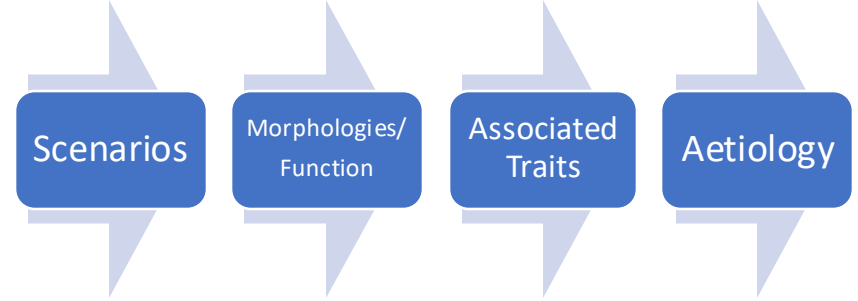 Scenarios
Morphologies/
Function
Associated
Traits
Aetiology